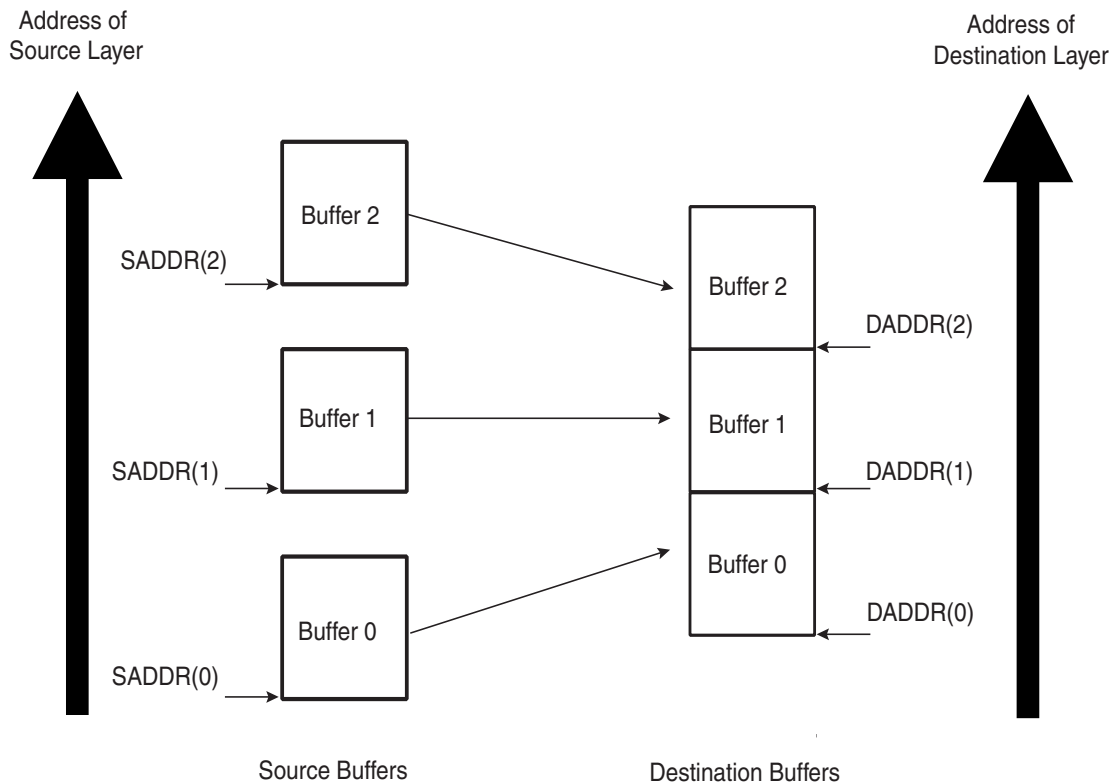 Address of
Source Layer
Address of
Destination Layer
Buffer 2
SADDR(2)
Buffer 2
DADDR(2)
Buffer 1
Buffer 1
SADDR(1)
DADDR(1)
Buffer 0
Buffer 0
DADDR(0)
SADDR(0)
Source Buffers
Destination Buffers